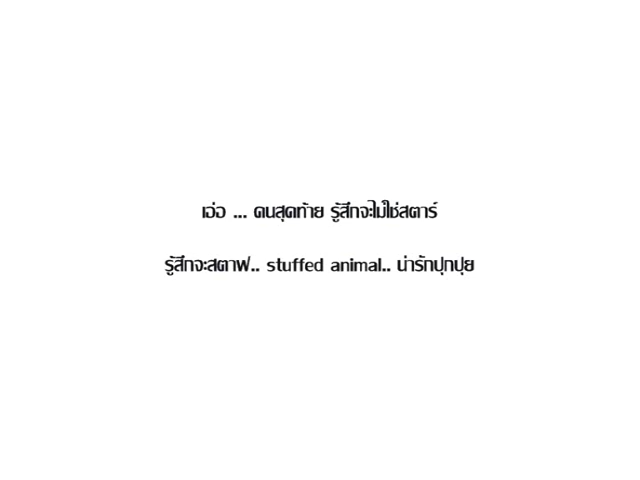 เอ่อ ... คนสุดท้าย รู้สึกจะไม่ใช่สตาร์
รู้สึกจะสตาฟ.. stuffed animal.. น่ารักปุกปุย